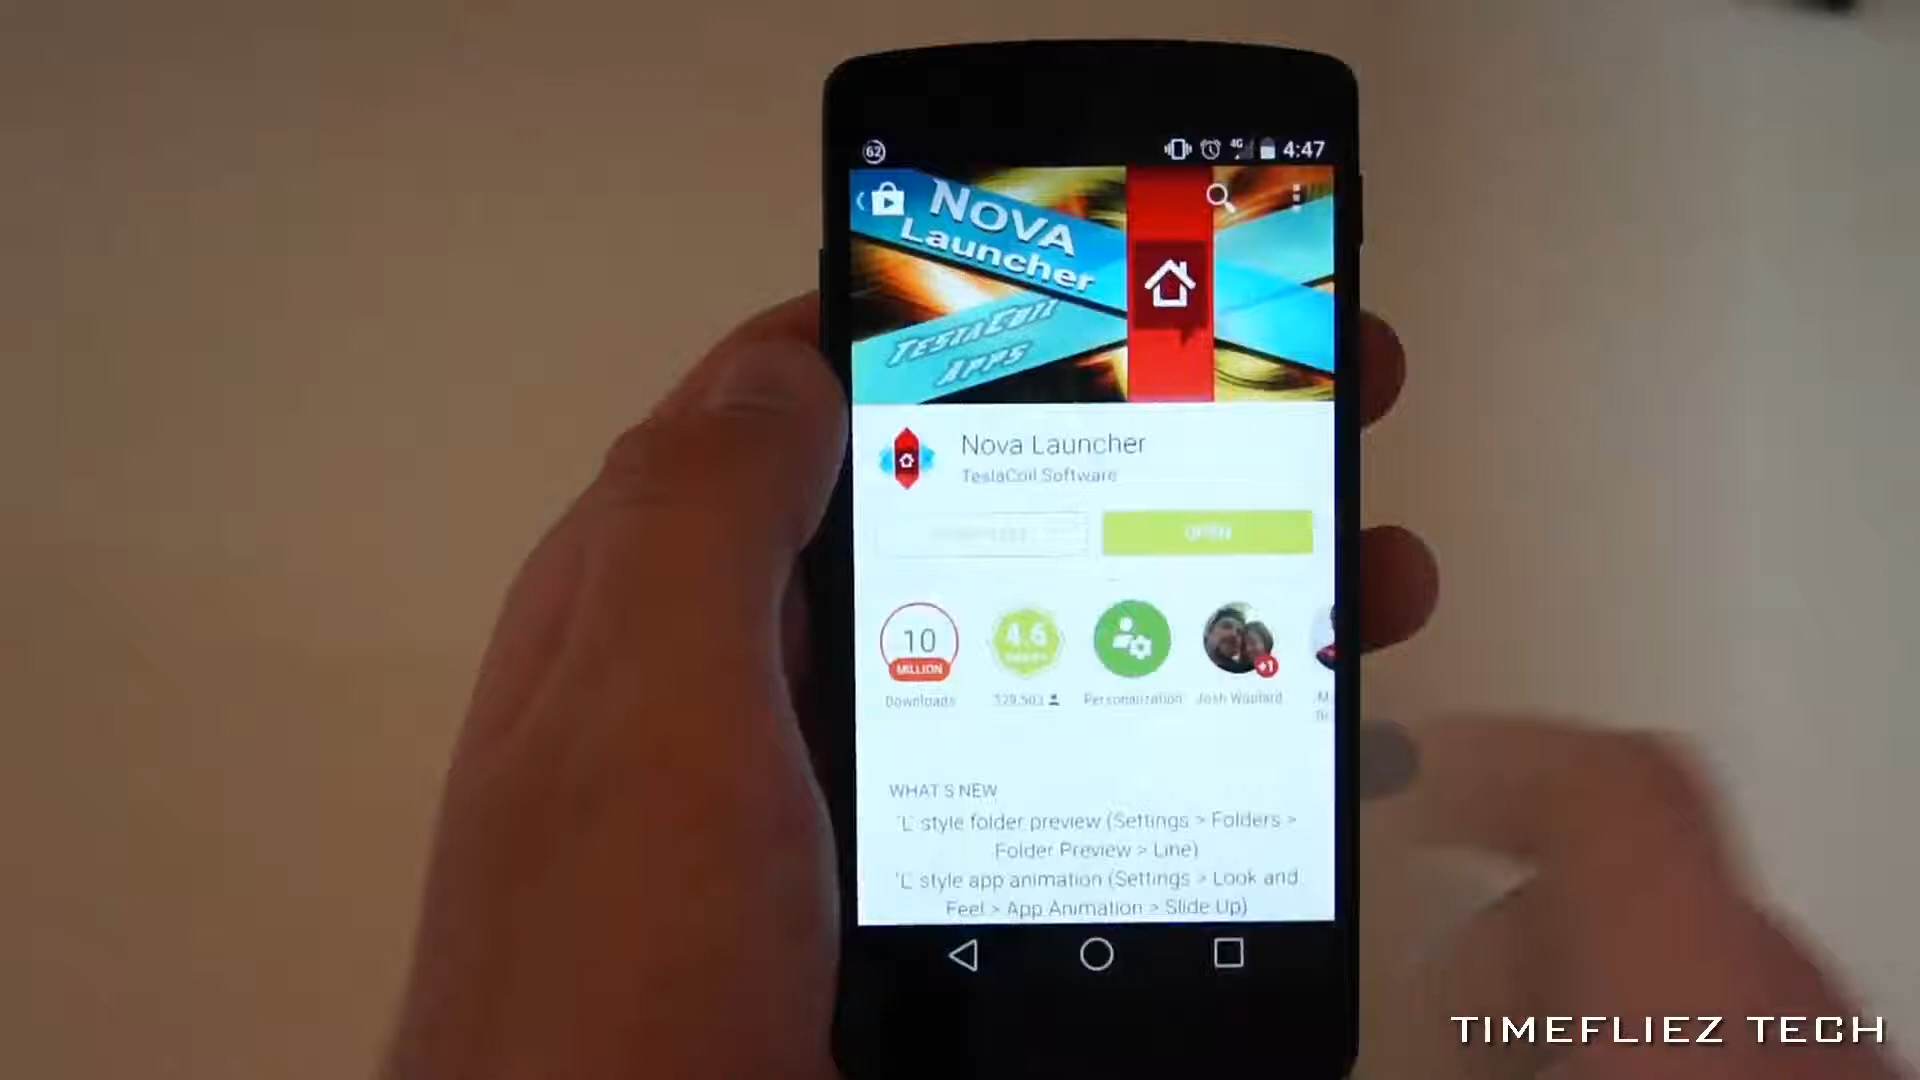 62
4G
4:47
NOVA
Launcher
TESLACOIL
APPS
Nova Launcher
TeslaCoil Software
OPEN
10
MILLION
4.6
+1
Downloads
Personalization
Josh Woolard
WHAT'S NEW
'L' style folder preview (Settings > Folders >
Folder Preview > Line)
'L' style app animation (Settings > Look and
Feel > App Animation > Slide Up)
TIMEFLIEZ TECH